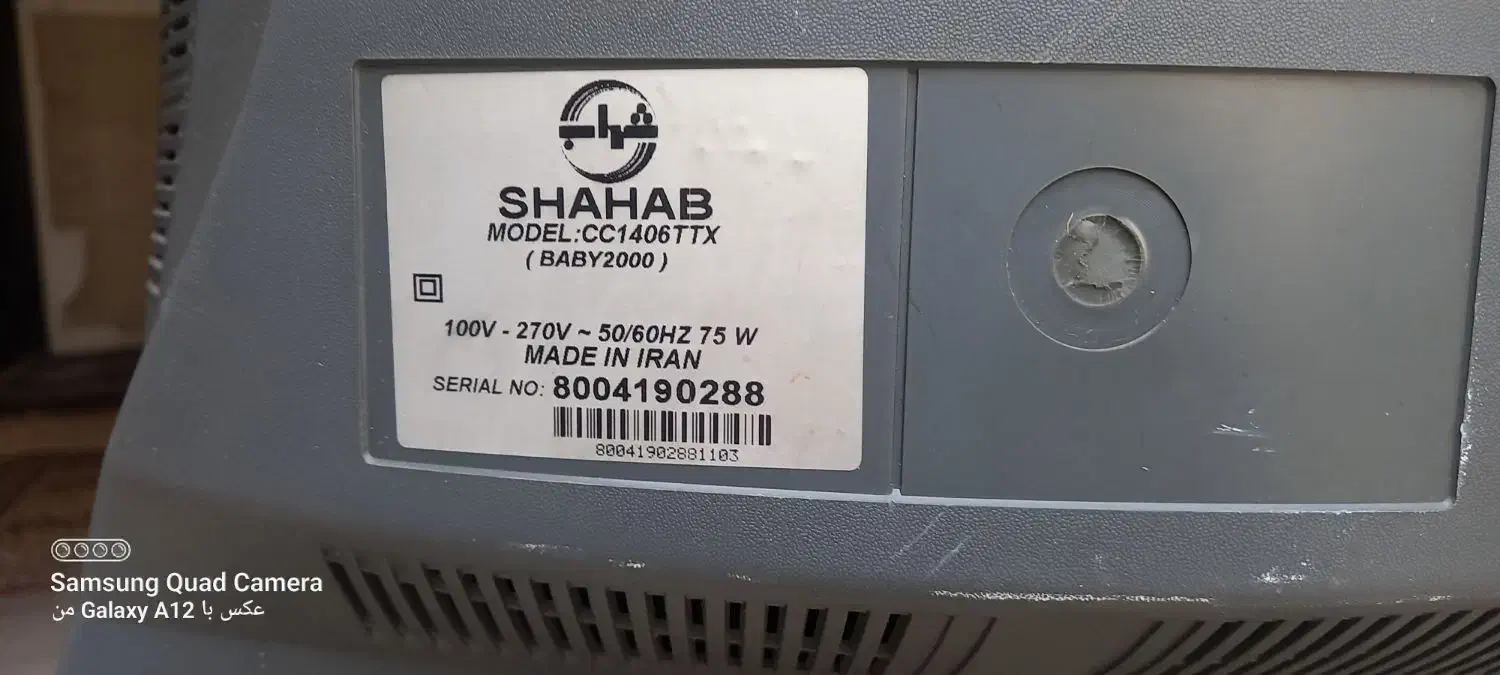 شهاب
SHAHAB
MODEL:CC1406TTX
( BABY2000 )
100V - 270V ~ 50/60HZ 75 W
MADE IN IRAN
SERIAL NO: 8004190288
80041902881103
Samsung Quad Camera
عکس با Galaxy A12 من